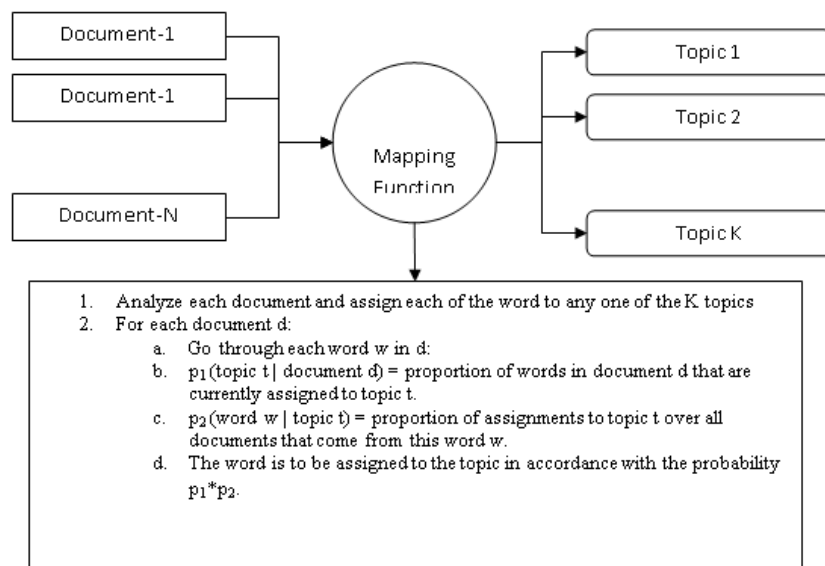 Document-1
Document-1
Document-N
Mapping
Function
Topic 1
Topic 2
Topic K
1. Analyze each document and assign each of the word to any one of the K topics
2. For each document d:
a. Go through each word w in d:
b. p₁(topic t | document d) = proportion of words in document d that are
currently assigned to topic t.
c. p₂(word w | topic t) = proportion of assignments to topic t over all
documents that come from this word w.
d. The word is to be assigned to the topic in accordance with the probability
p₁*p₂.